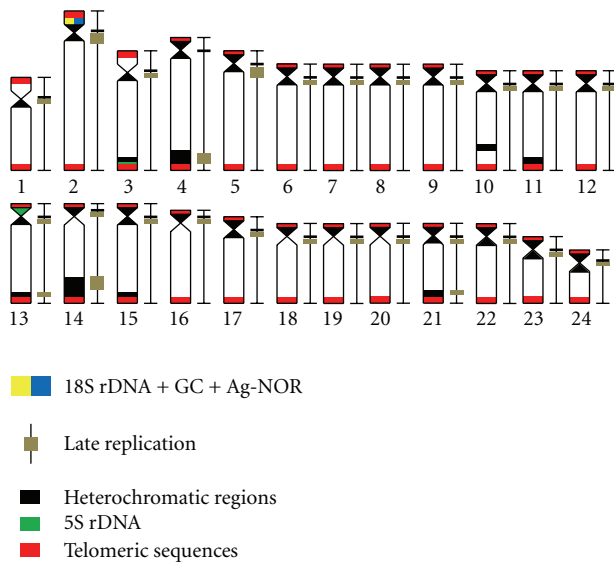 1 2 3 4 5 6 7 8 9 10 11 12
13 14 15 16 17 18 19 20 21 22 23 24
18S rDNA + GC + Ag-NOR
Late replication
Heterochromatic regions
5S rDNA
Telomeric sequences